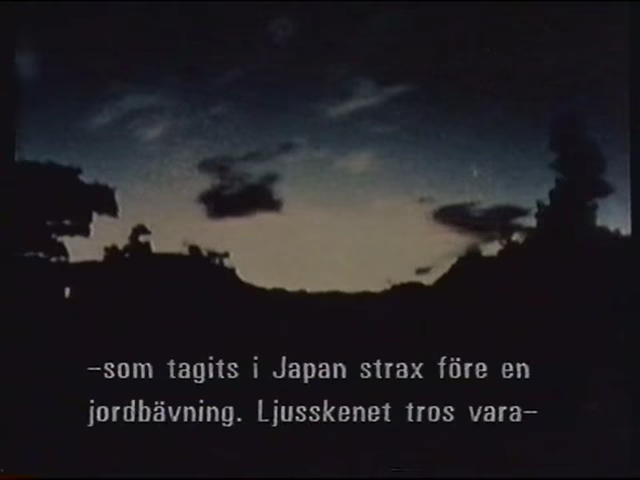 –som tagits i Japan strax före en
jordbävning. Ljusskenet tros vara–